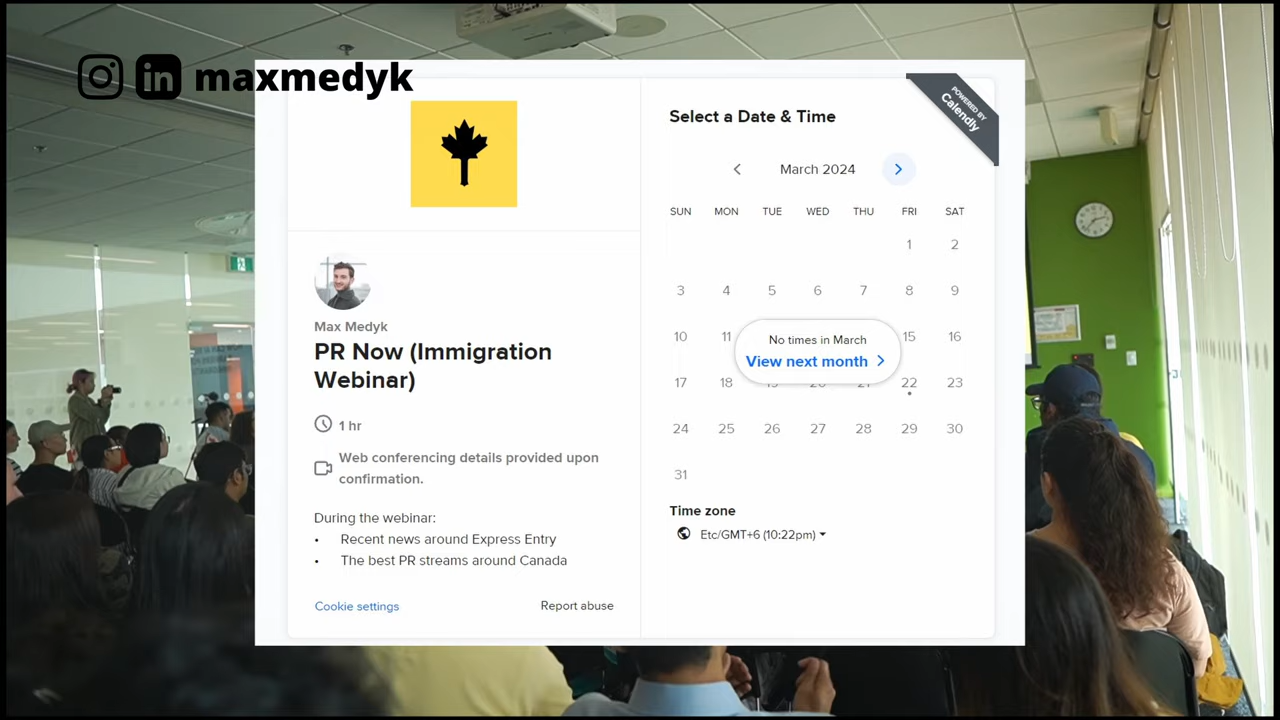 maxmedyk
POWERED BY
Calendly
Select a Date & Time
March 2024
SUN MON TUE WED THU FRI SAT
1 2
3 4 5 6 7 8 9
10 11 15 16
No times in March
View next month
17 18 19 20 21 22 23
24 25 26 27 28 29 30
31
Time zone
Etc/GMT+6 (10:22pm)
Max Medyk
PR Now (Immigration
Webinar)
1 hr
Web conferencing details provided upon
confirmation.
During the webinar:
• Recent news around Express Entry
• The best PR streams around Canada
Cookie settings
Report abuse